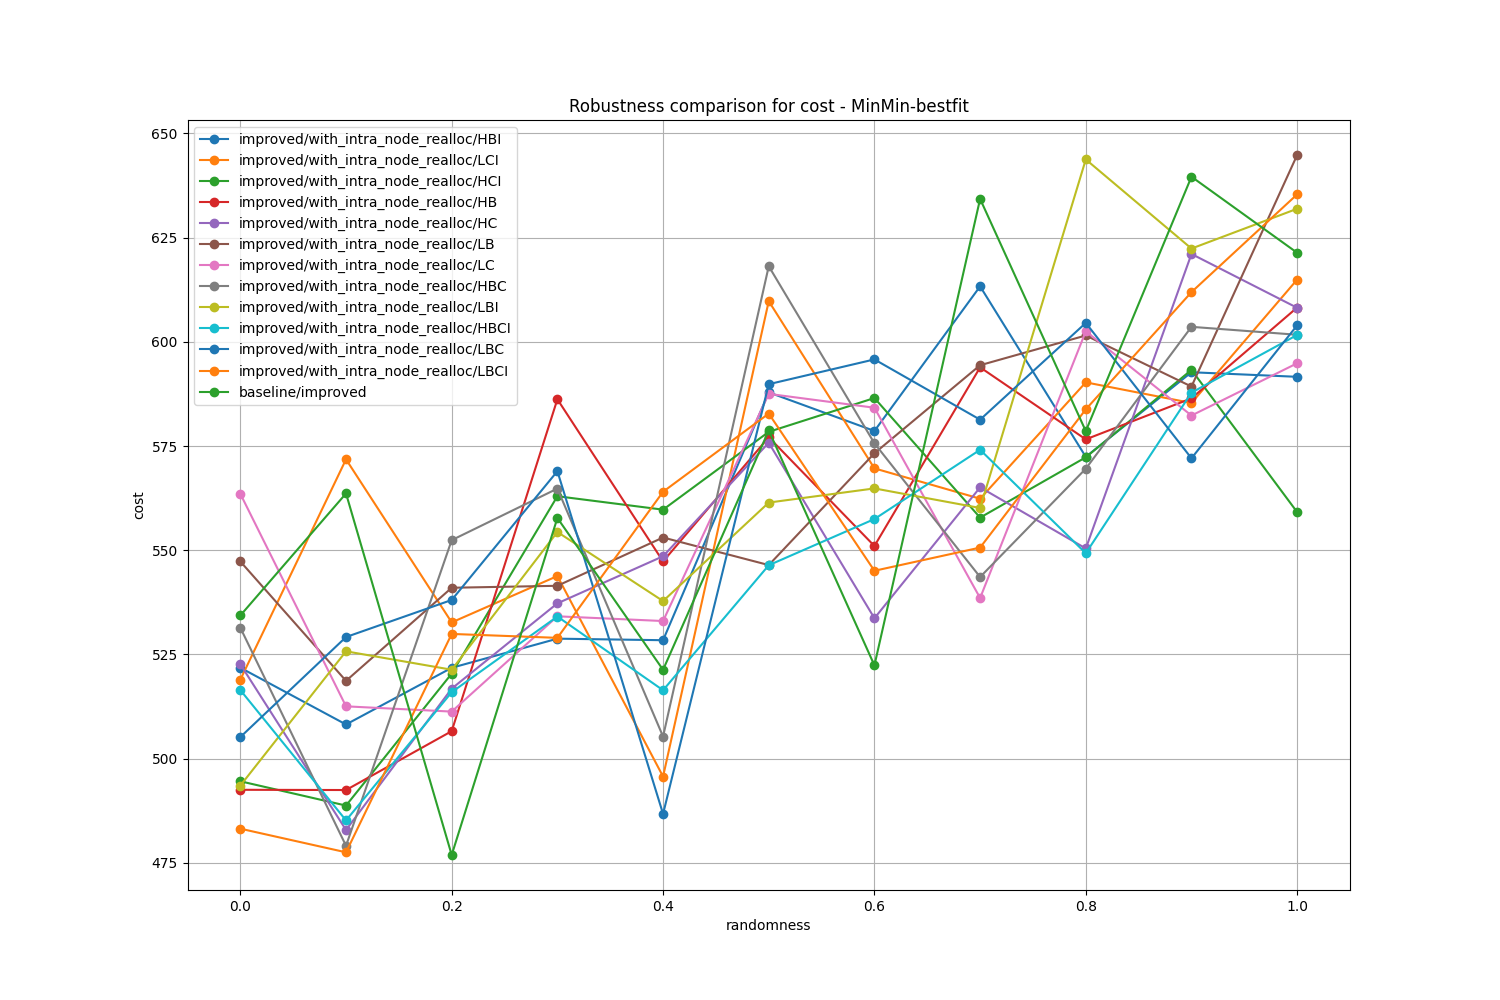 Robustness comparison for cost - MinMin-bestfit
improved/with_intra_node_realloc/HBI
improved/with_intra_node_realloc/LCI
improved/with_intra_node_realloc/HCI
improved/with_intra_node_realloc/HB
improved/with_intra_node_realloc/HC
improved/with_intra_node_realloc/LB
improved/with_intra_node_realloc/LC
improved/with_intra_node_realloc/HBC
improved/with_intra_node_realloc/LBI
improved/with_intra_node_realloc/HBCI
improved/with_intra_node_realloc/LBC
improved/with_intra_node_realloc/LBCI
baseline/improved
650
625
600
575
550
525
500
475
cost
0.0 0.2 0.4 0.6 0.8 1.0
randomness